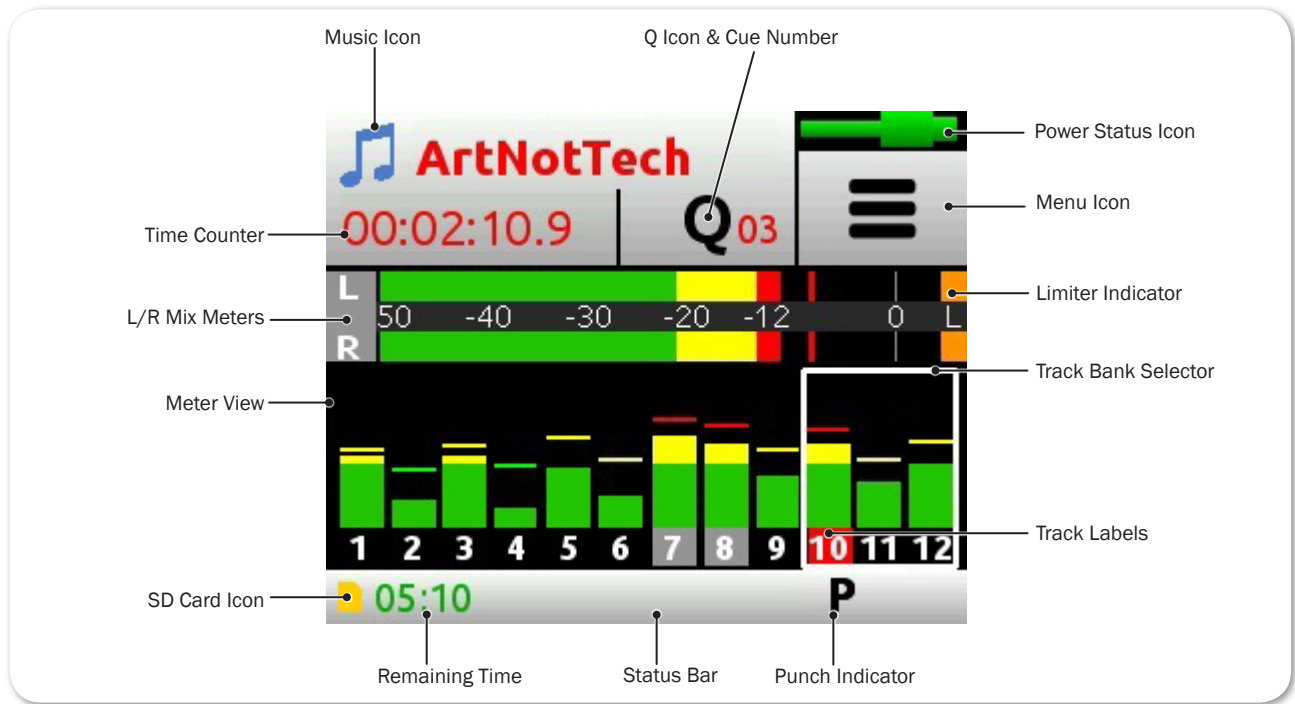 Music Icon
Q Icon & Cue Number
Power Status Icon
ArtNotTech
Menu Icon
Time Counter
00:02:10.9
Q 03
L
Limiter Indicator
L/R Mix Meters
50 -40 -30 -20 -12 0 L
R
Track Bank Selector
Meter View
Track Labels
1 2 3 4 5 6 7 8 9 10 11 12
SD Card Icon
05:10
P
Remaining Time
Status Bar
Punch Indicator